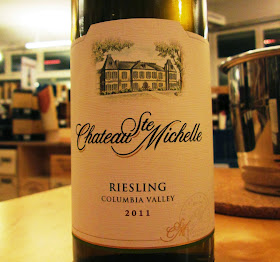 Chateau Ste Michelle
RIESLING
COLUMBIA VALLEY
2011